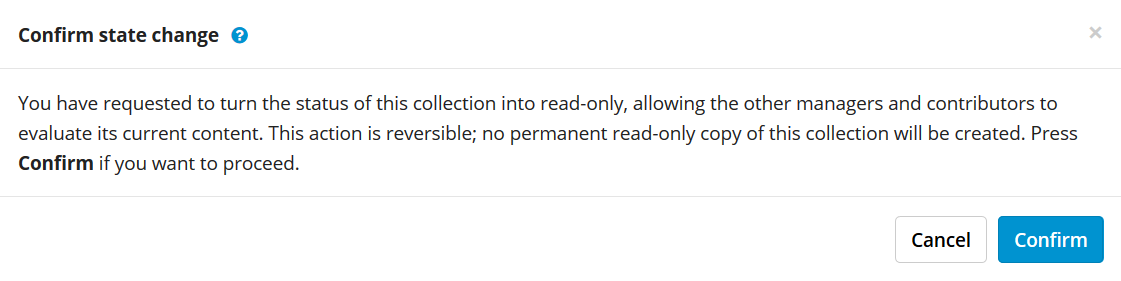 Confirm state change ?
×
You have requested to turn the status of this collection into read-only, allowing the other managers and contributors to
evaluate its current content. This action is reversible; no permanent read-only copy of this collection will be created. Press
Confirm if you want to proceed.
Cancel
Confirm